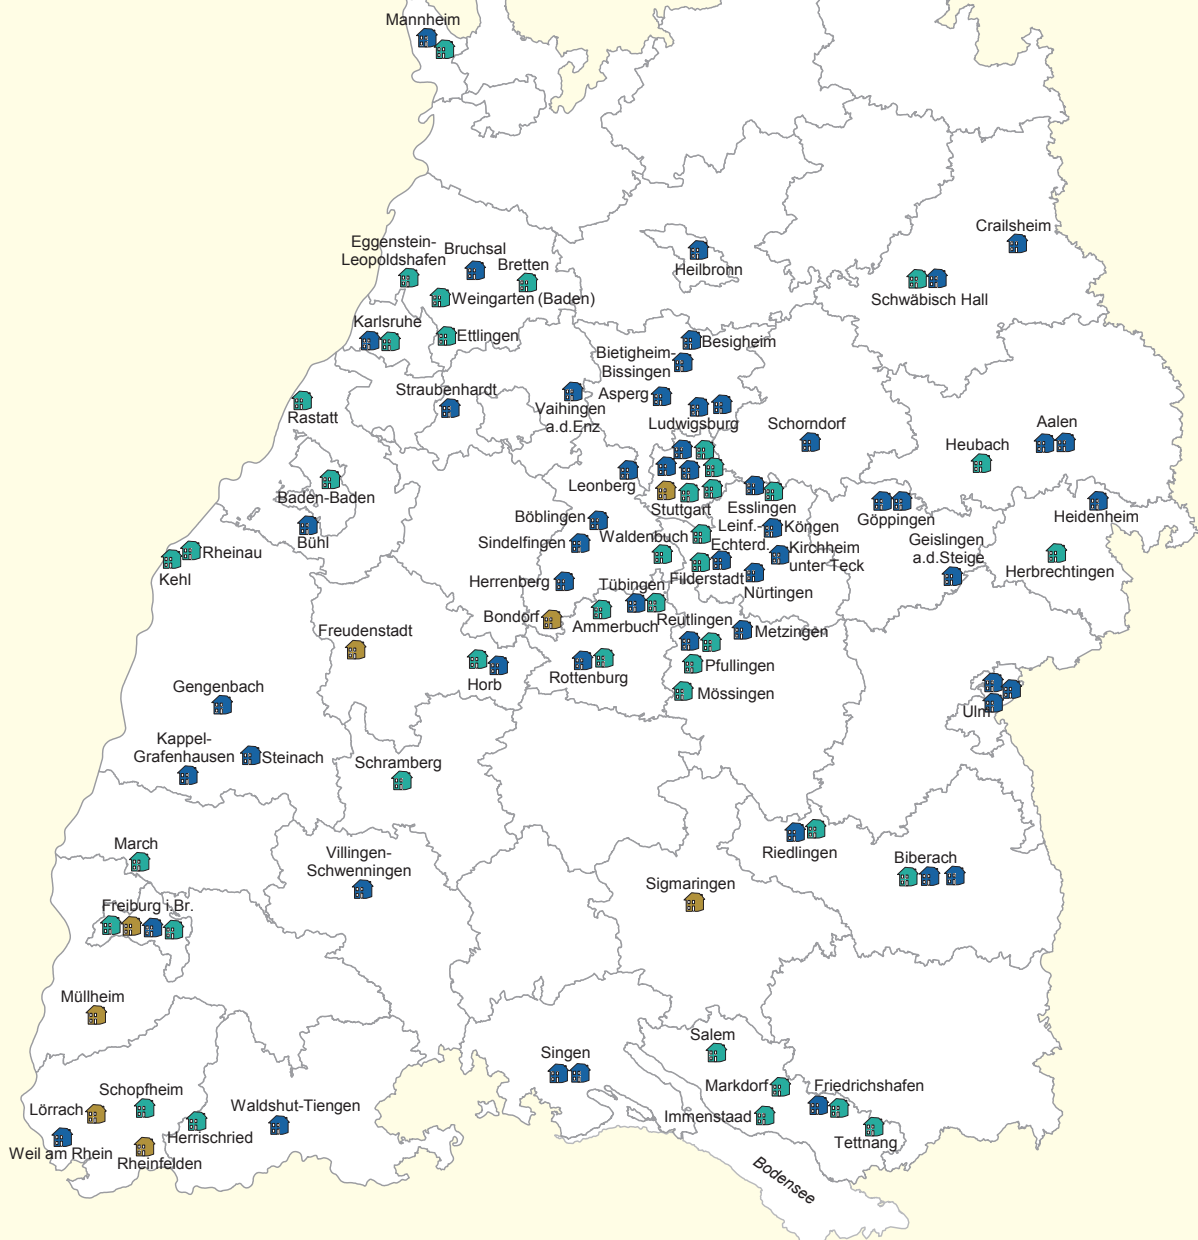 Mannheim
Crailsheim
Eggenstein-
Leopoldshafen
Bruchsal
Bretten
Heilbronn
Weingarten (Baden)
Schwäbisch Hall
Karlsruhe
Ettlingen
Besigheim
Bietigheim-
Bissingen
Straubenhardt
Asperg
Rastatt
Vaihingen
a.d.Enz
Ludwigsburg
Schorndorf
Aalen
Heubach
Leonberg
Baden-Baden
Stuttgart
Esslingen
Böblingen
Göppingen
Heidenheim
Leinf.-
Echterd.
Köngen
Bühl
Sindelfingen
Waldenbuch
Geislingen
a.d.Steige
Rheinau
Kirchheim
unter Teck
Herbrechtingen
Kehl
Herrenberg
Tübingen
Filderstadt
Nürtingen
Bondorf
Ammerbuch
Reutlingen
Freudenstadt
Metzingen
Pfullingen
Horb
Rottenburg
Gengenbach
Mössingen
Ulm
Kappel-
Grafenhausen
Steinach
Schramberg
March
Villingen-
Schwenningen
Riedlingen
Biberach
Sigmaringen
Freiburg i.Br.
Müllheim
Salem
Singen
Markdorf
Friedrichshafen
Schopfheim
Lörrach
Waldshut-Tiengen
Immenstaad
Herrischried
Tettnang
Weil am Rhein
Rheinfelden
Bodensee